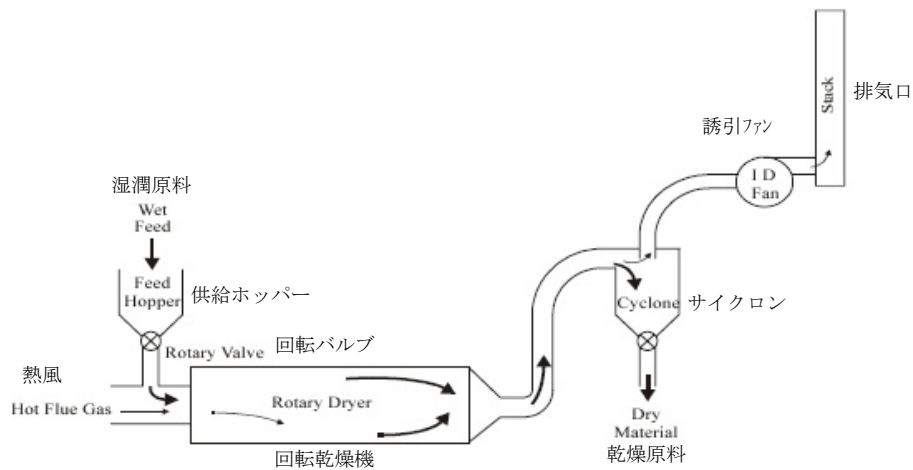 排気口
Stack
誘引ファン
I D
Fan
湿潤原料
Wet
Feed
Feed
Hopper
供給ホッパー
Cyclone
サイクロン
Rotary Valve
回転バルブ
熱風
Hot Flue Gas
Rotary Dryer
回転乾燥機
Dry
Material
乾燥原料